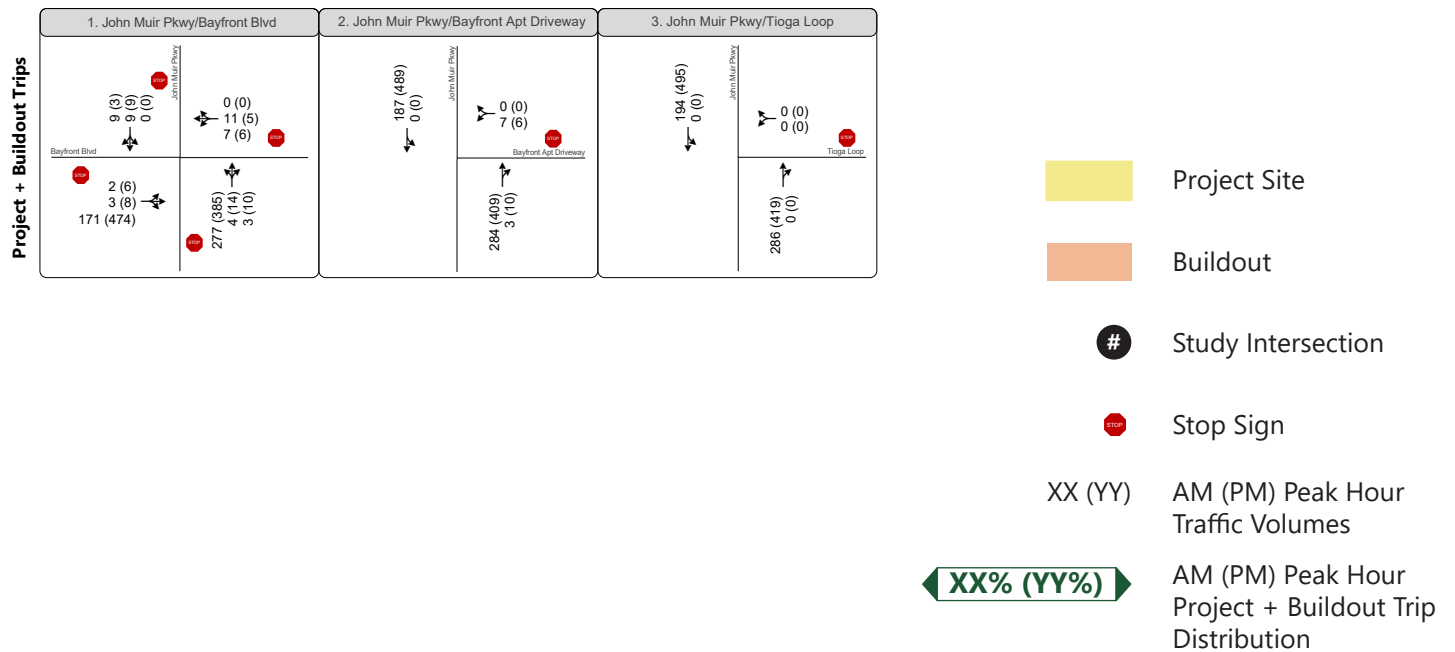 Project + Buildout Trips
1. John Muir Pkwy/Bayfront Blvd
John Muir Pkwy
Bayfront Blvd
STOP
9 (3)
9 (9)
0 (0)
0 (0)
11 (5)
7 (6)
STOP
STOP
2 (6)
3 (8)
171 (474)
STOP
277 (385)
4 (14)
3 (10)
2. John Muir Pkwy/Bayfront Apt Driveway
John Muir Pkwy
187 (489)
0 (0)
0 (0)
7 (6)
STOP
Bayfront Apt Driveway
284 (409)
3 (10)
3. John Muir Pkwy/Tioga Loop
John Muir Pkwy
194 (495)
0 (0)
0 (0)
0 (0)
STOP
Tioga Loop
286 (419)
0 (0)
Project Site
Buildout
# Study Intersection
STOP Stop Sign
XX (YY) AM (PM) Peak Hour
Traffic Volumes
XX% (YY%) AM (PM) Peak Hour
Project + Buildout Trip
Distribution